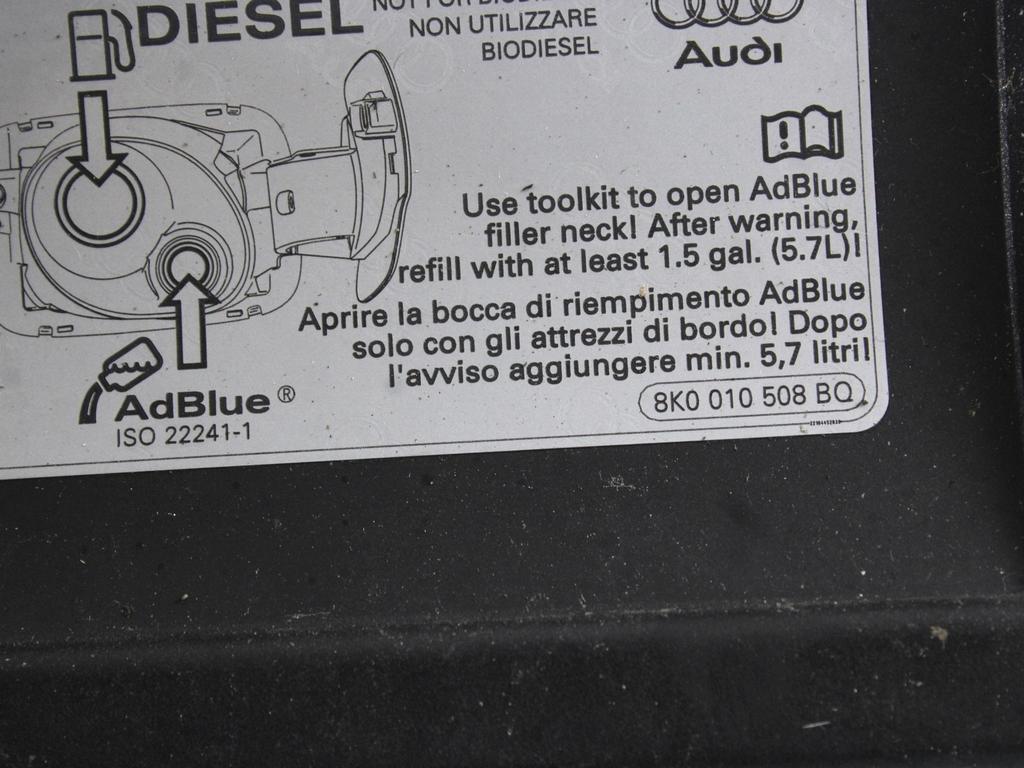 DIESEL
NOT FOR
NON UTILIZZARE
BIODIESEL
Audi
Use toolkit to open AdBlue
filler neck! After warning,
refill with at least 1.5 gal. (5.7L)!
Aprire la bocca di riempimento AdBlue
solo con gli attrezzi di bordo! Dopo
l'avviso aggiungere min. 5,7 litri!
8K0 010 508 BQ
AdBlue®
ISO 22241-1